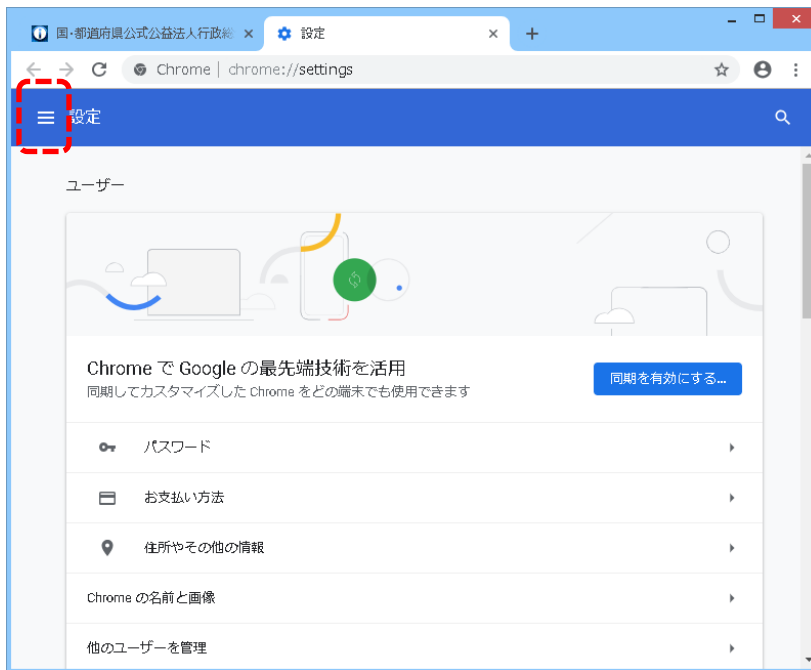 国・都道府県公式公益法人行政総
設定
Chrome | chrome://settings
設定
ユーザー
Chrome で Google の最先端技術を活用
同期してカスタマイズした Chrome をどの端末でも使用できます
同期を有効にする...
パスワード
お支払い方法
住所やその他の情報
Chrome の名前と画像
他のユーザーを管理